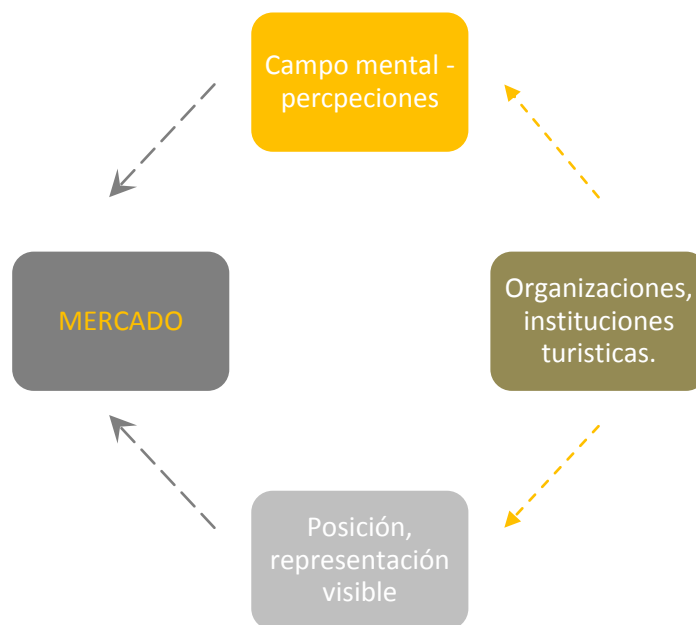 Campo mental -
percpeciones
MERCADO
Organizaciones,
instituciones
turisticas.
Posición,
representación
visible